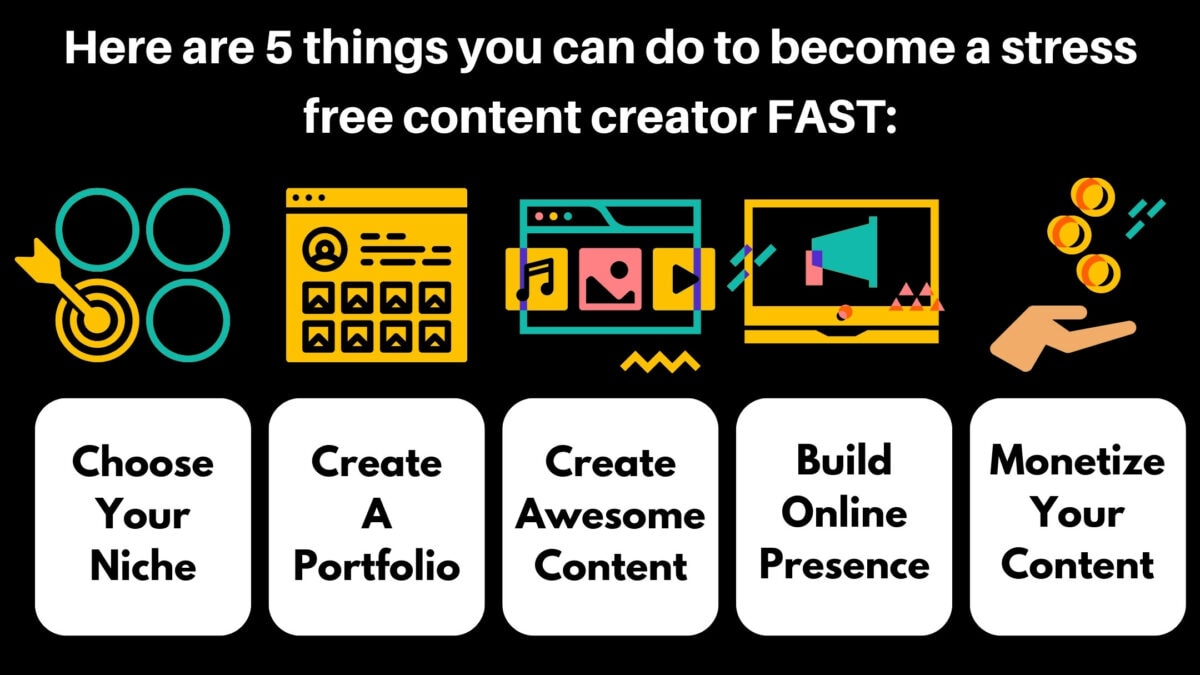 Here are 5 things you can do to become a stress
free content creator FAST:
Choose
Your
Niche
Create
A
Portfolio
Create
Awesome
Content
Build
Online
Presence
Monetize
Your
Content